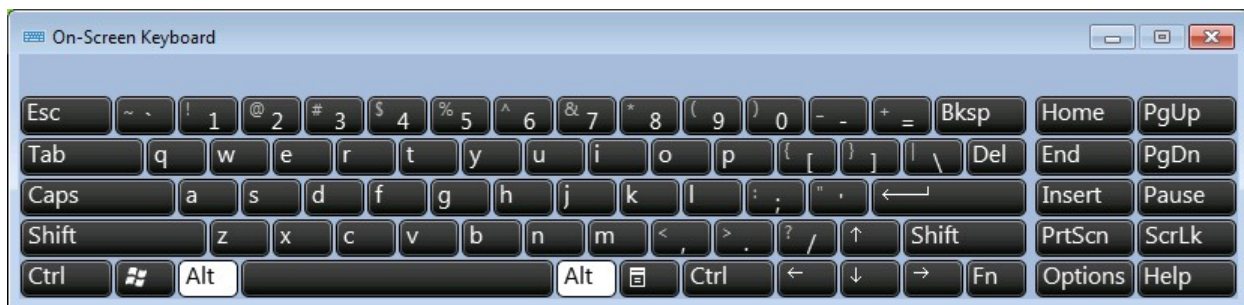 On-Screen Keyboard
Esc ~ ` ! 1 @ 2 # 3 $ 4 % 5 ^ 6 & 7 * 8 ( 9 ) 0 _ - + = Bksp Home PgUp
Tab q w e r t y u i o p { [ } ] | \ Del End PgDn
Caps a s d f g h j k l : ; " ' Insert Pause
Shift z x c v b n m < , > . ? / ↑ Shift PrtScn ScrLk
Ctrl Alt Alt Ctrl ← ↓ → Fn Options Help